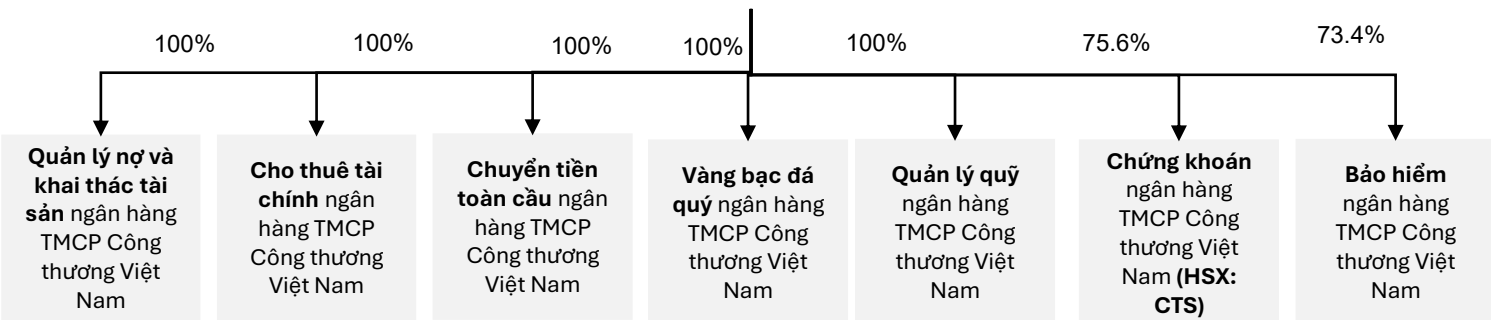 100%
100%
100%
100%
100%
75.6%
73.4%
Quản lý nợ và
khai thác tài
sản ngân hàng
TMCP Công
thương Việt
Nam
Cho thuê tài
chính ngân
hàng TMCP
Công thương
Việt Nam
Chuyển tiền
toàn cầu ngân
hàng TMCP
Công thương
Việt Nam
Vàng bạc đá
quý ngân hàng
TMCP Công
thương Việt
Nam
Quản lý quỹ
ngân hàng
TMCP Công
thương Việt
Nam
Chứng khoán
ngân hàng
TMCP Công
thương Việt
Nam (HSX:
CTS)
Bảo hiểm
ngân hàng
TMCP Công
thương Việt
Nam